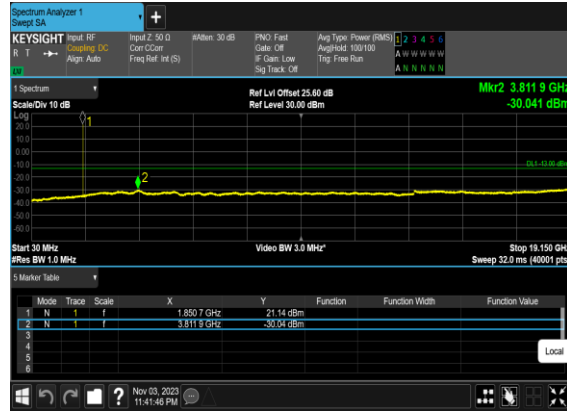 Spectrum Analyzer 1
Swept SA
+
KEYSIGHT Input: RF Input Z: 50 Ω #Atten: 30 dB PNO: Fast Avg Type: Power (RMS) 1 2 3 4 5 6
R T Coupling: DC Corr CCorr Gate: Off Avg|Hold: 100/100 A W W W W W
Align: Auto Freq Ref: Int (S) IF Gain: Low Trig: Free Run
Sig Track: Off A N N N N N
1 Spectrum
Ref Lvl Offset 25.60 dB Mkr2 3.811 9 GHz
Scale/Div 10 dB Ref Level 30.00 dBm -30.041 dBm
Log
1
20.0
10.0
0.00
-10.0 DL1 -13.00 dBm
2
-20.0
-30.0
-40.0
-50.0
-60.0
Start 30 MHz Video BW 3.0 MHz* Stop 19.150 GH
#Res BW 1.0 MHz Sweep 32.0 ms (40001 pts
5 Marker Table
Mode Trace Scale X Y Function Function Width Function Value
1 N 1 f 1.850 7 GHz 21.14 dBm
2 N 1 f 3.811 9 GHz -30.04 dBm
3
4
5
6
Local
? Nov 03, 2023
11:41:46 PM